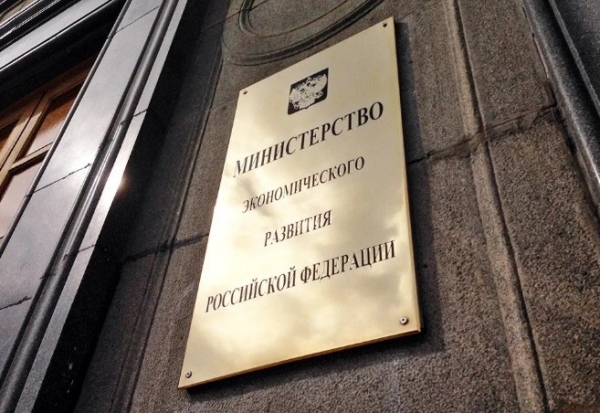 МИНИСТЕРСТВО
ЭКОНОМИЧЕСКОГО
РАЗВИТИЯ
РОССИЙСКОЙ ФЕДЕРАЦИИ